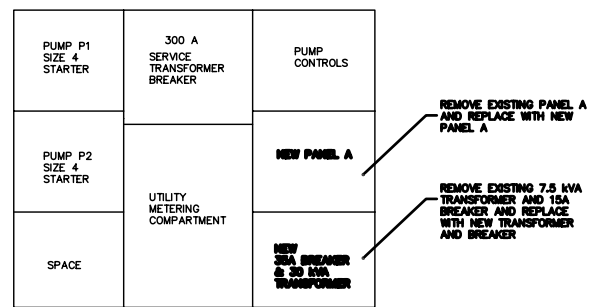 PUMP P1
SIZE 4
STARTER
300 A
SERVICE
TRANSFORMER
BREAKER
PUMP
CONTROLS
REMOVE EXISTING PANEL A
AND REPLACE WITH NEW
PANEL A
PUMP P2
SIZE 4
STARTER
NEW PANEL A
UTILITY
METERING
COMPARTMENT
REMOVE EXISTING 7.5 kVA
TRANSFORMER AND 15A
BREAKER AND REPLACE
WITH NEW TRANSFORMER
AND BREAKER
SPACE
NEW
35A BREAKER
& 30 kVA
TRANSFORMER